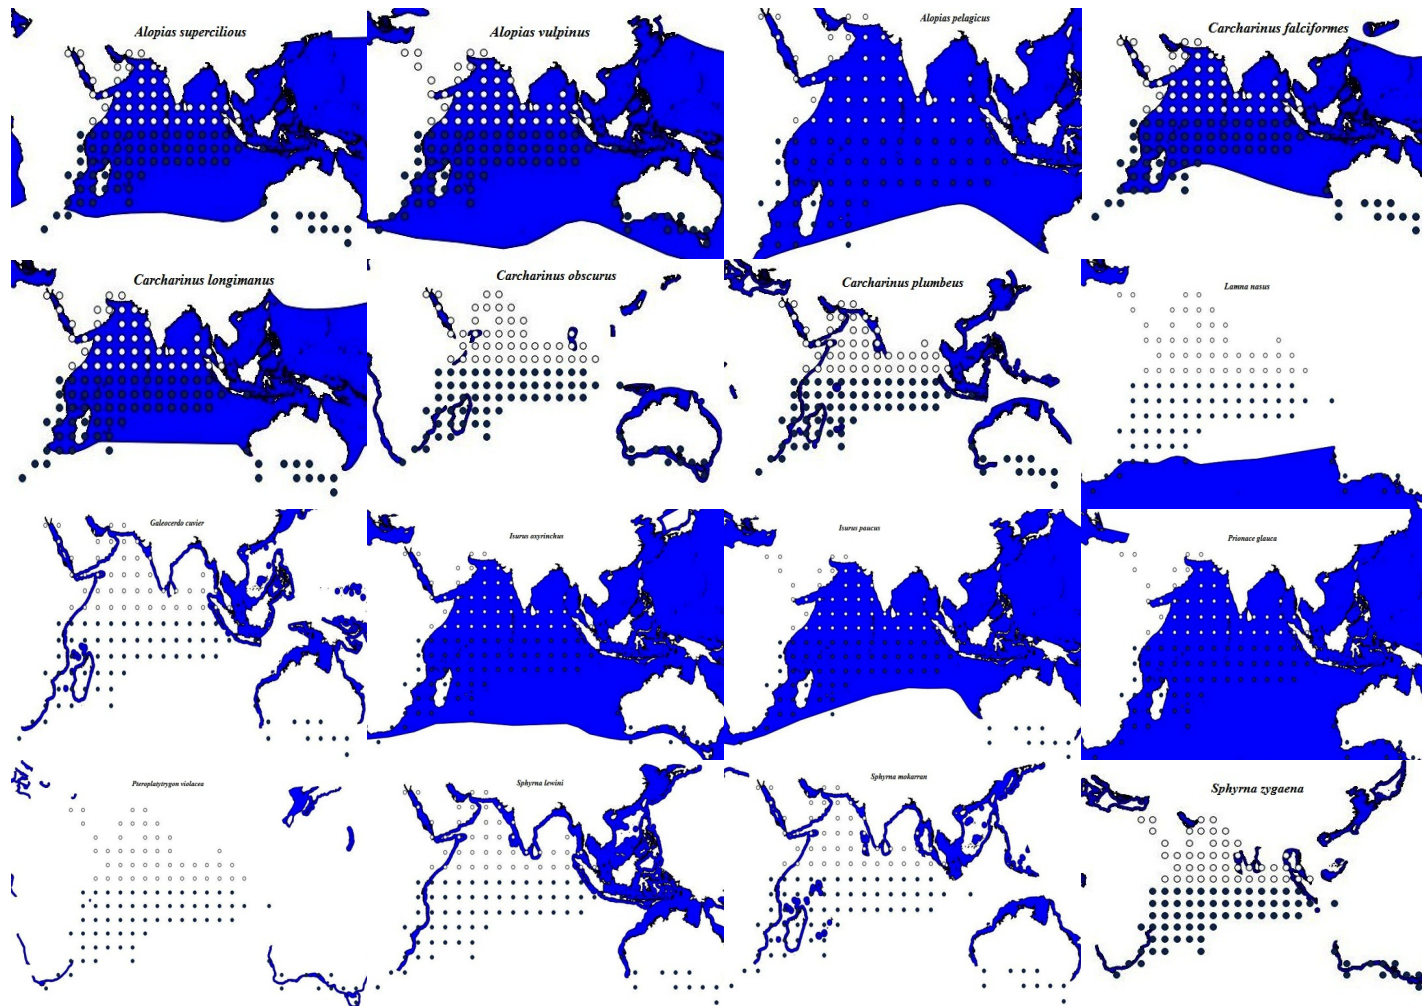 Alopias supercilious
Alopias vulpinus
Alopias pelagicus
Carcharinus falciformes
Carcharinus longimanus
Carcharinus obscurus
Carcharinus plumbeus
Lamna nasus
Galeocerdo cuvier
Isurus oxyrinchus
Isurus paucus
Prionace glauca
Pteroplatytrygon violacea
Sphyrna lewini
Sphyrna mokarran
Sphyrna zygaena